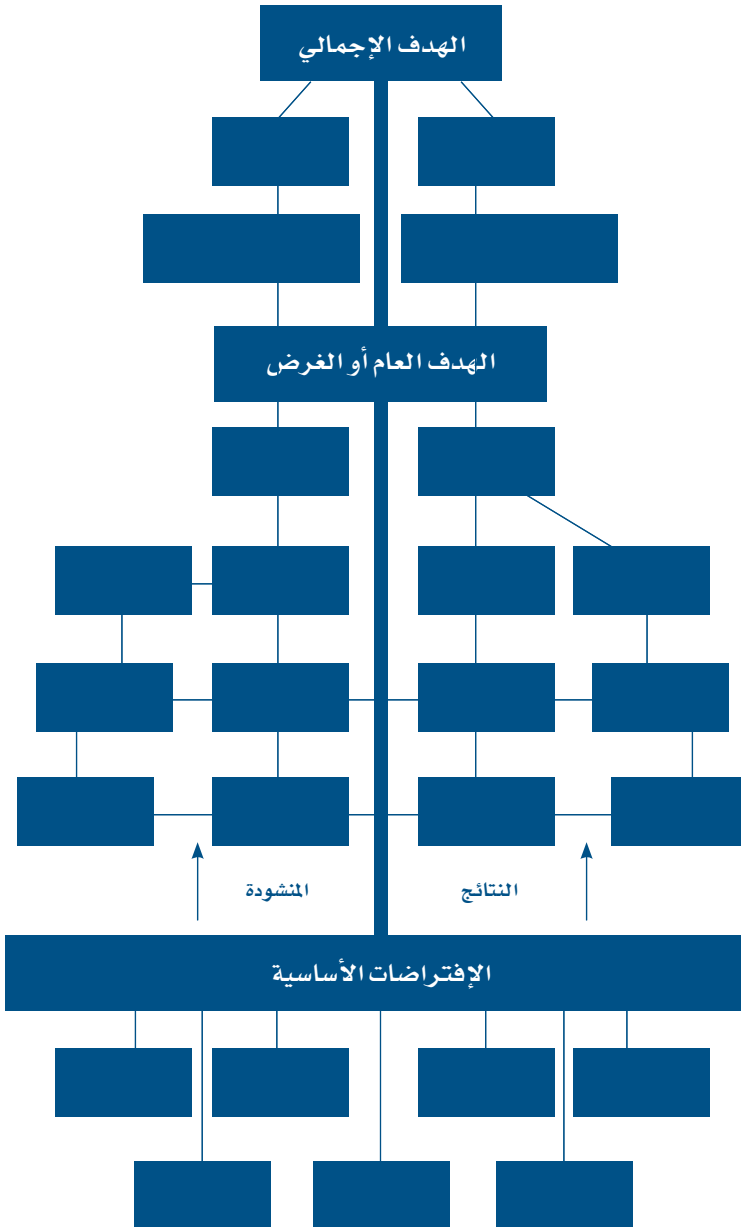 الهدف الإجمالي
الهدف العام أو الغرض
النتائج
المنشودة
الإفتراضات الأساسية